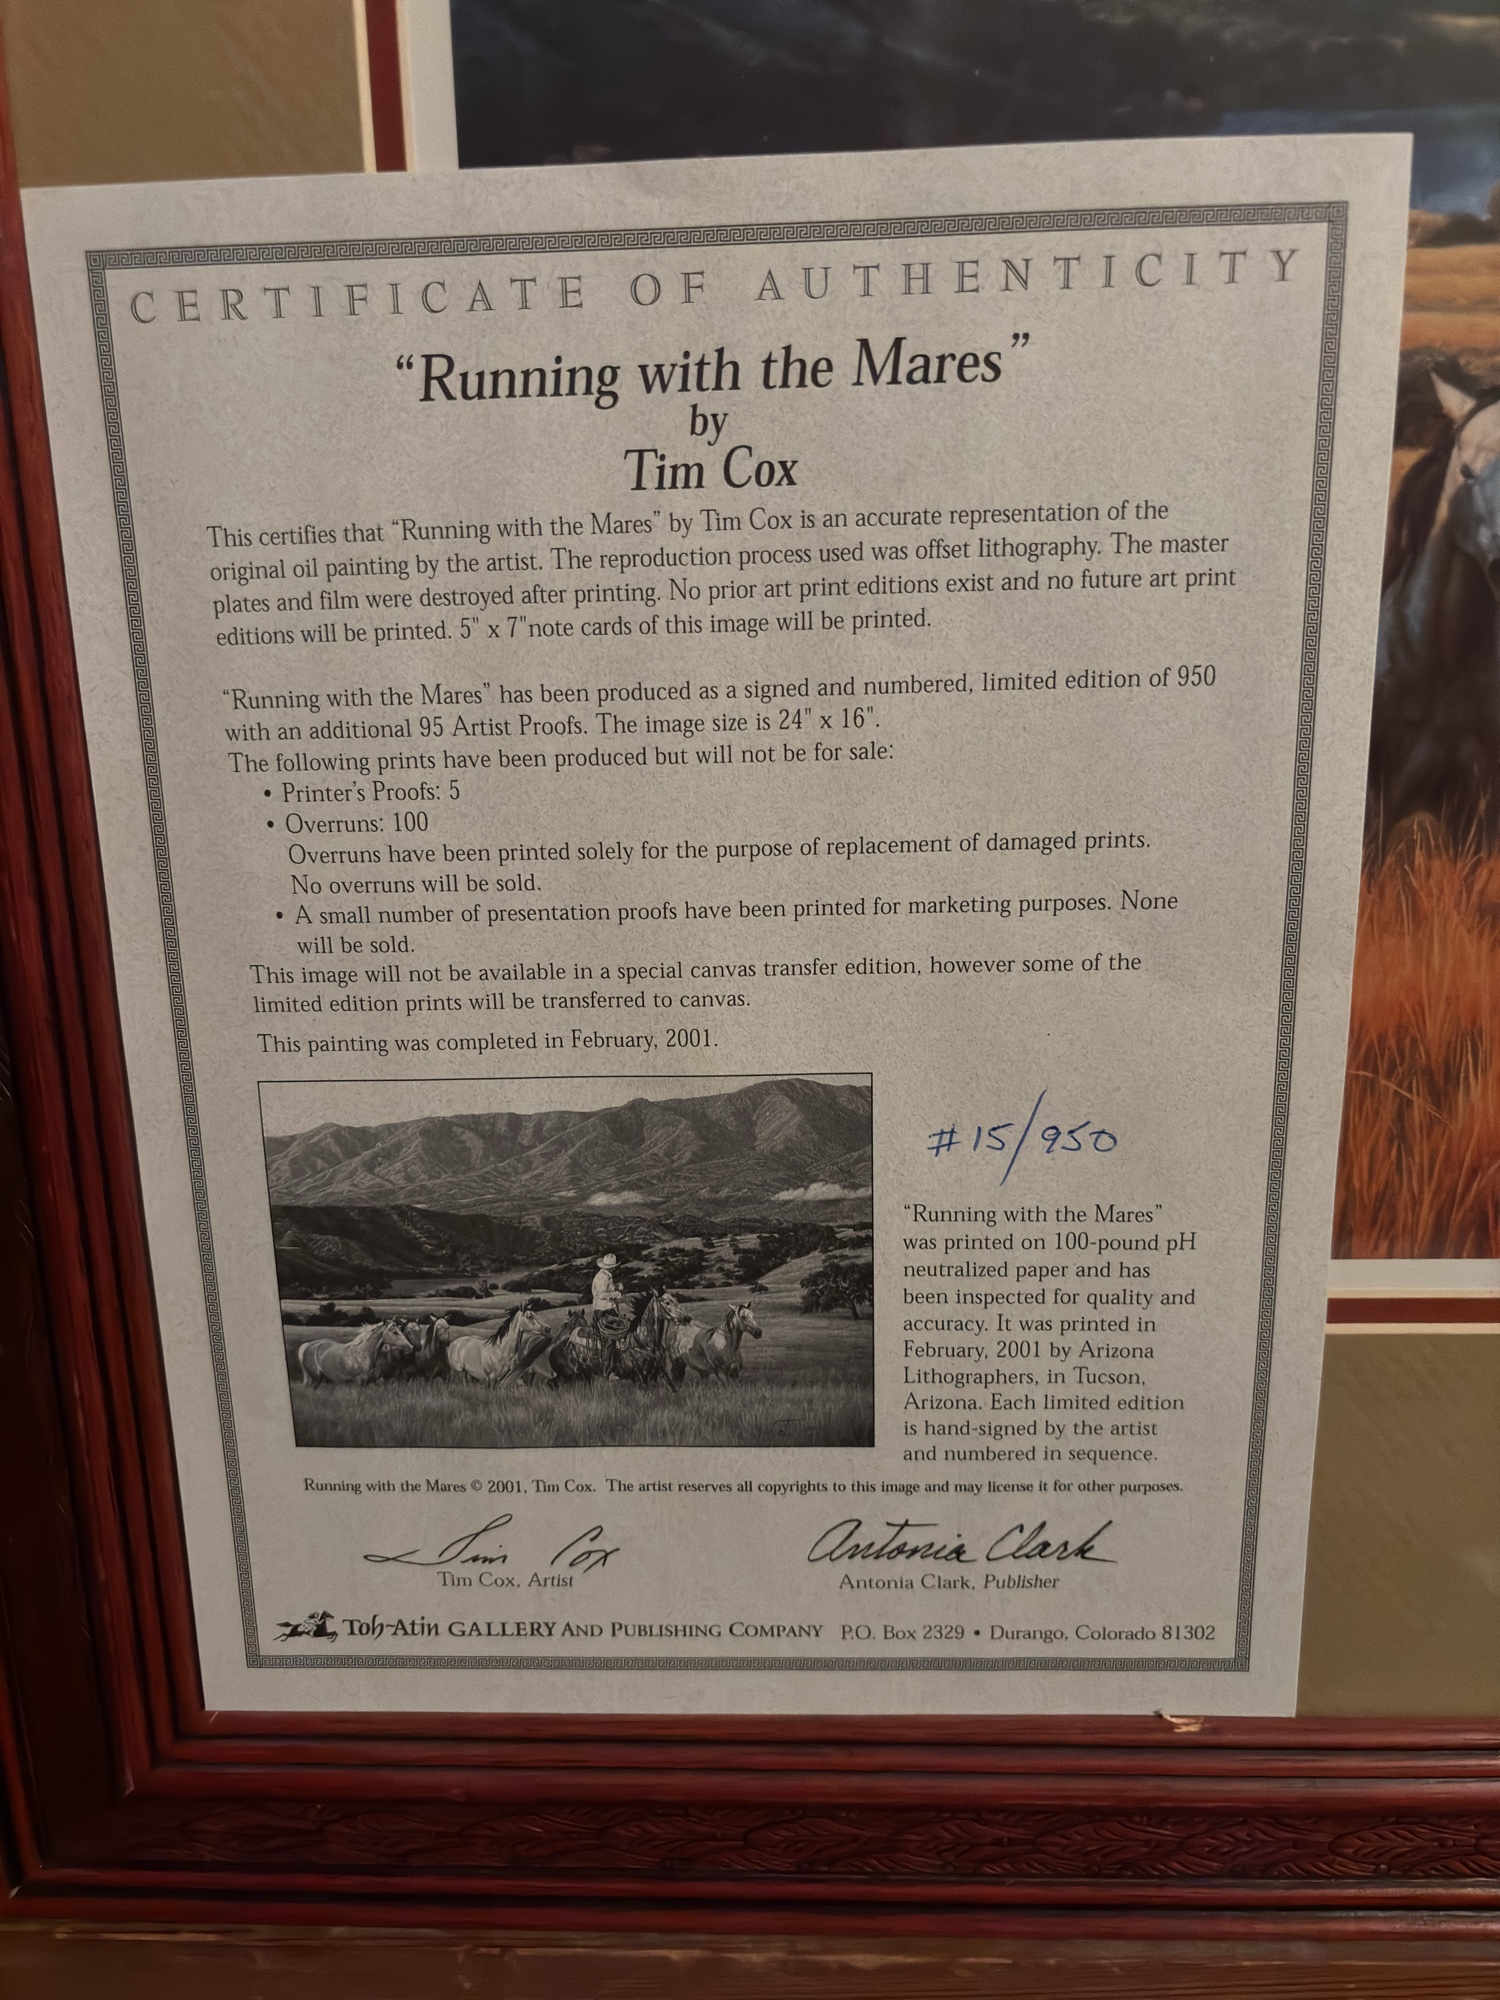 CERTIFICATE OF AUTHENTICITY
“Running with the Mares”
by
Tim Cox
This certifies that “Running with the Mares” by Tim Cox is an accurate representation of the
original oil painting by the artist. The reproduction process used was offset lithography. The master
plates and film were destroyed after printing. No prior art print editions exist and no future art print
editions will be printed. 5" x 7"note cards of this image will be printed.
“Running with the Mares” has been produced as a signed and numbered, limited edition of 950
with an additional 95 Artist Proofs. The image size is 24" x 16".
The following prints have been produced but will not be for sale:
• Printer's Proofs: 5
• Overruns: 100
Overruns have been printed solely for the purpose of replacement of damaged prints.
No overruns will be sold.
• A small number of presentation proofs have been printed for marketing purposes. None
will be sold.
This image will not be available in a special canvas transfer edition, however some of the
limited edition prints will be transferred to canvas.
This painting was completed in February, 2001.
#15/950
“Running with the Mares”
was printed on 100-pound pH
neutralized paper and has
been inspected for quality and
accuracy. It was printed in
February, 2001 by Arizona
Lithographers, in Tucson,
Arizona. Each limited edition
is hand-signed by the artist
and numbered in sequence.
Running with the Mares © 2001, Tim Cox. The artist reserves all copyrights to this image and may license it for other purposes.
Tim Cox
Tim Cox, Artist
Antonia Clark
Antonia Clark, Publisher
Toh-Atin GALLERY AND PUBLISHING COMPANY P.O. Box 2329 • Durango, Colorado 81302